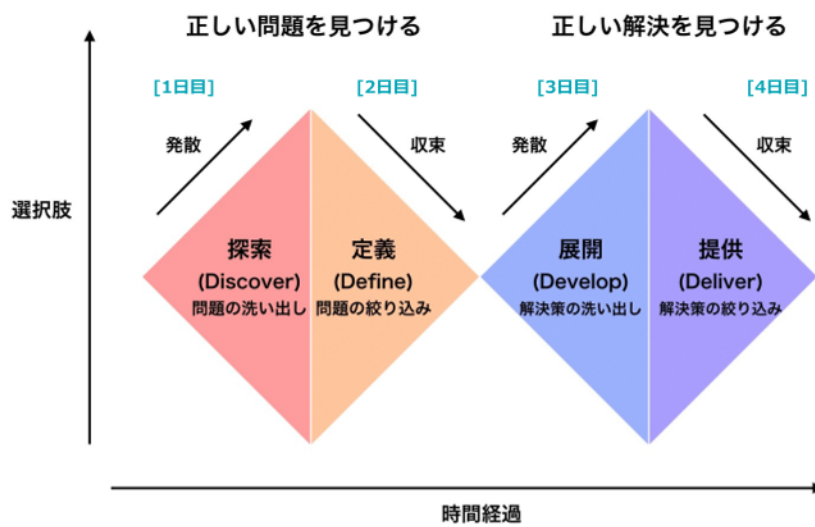 正しい問題を見つける
正しい解決を見つける
[1日目]
[2日目]
[3日目]
[4日目]
発散
収束
発散
収束
選択肢
探索
(Discover)
問題の洗い出し
定義
(Define)
問題の絞り込み
展開
(Develop)
解決策の洗い出し
提供
(Deliver)
解決策の絞り込み
時間経過